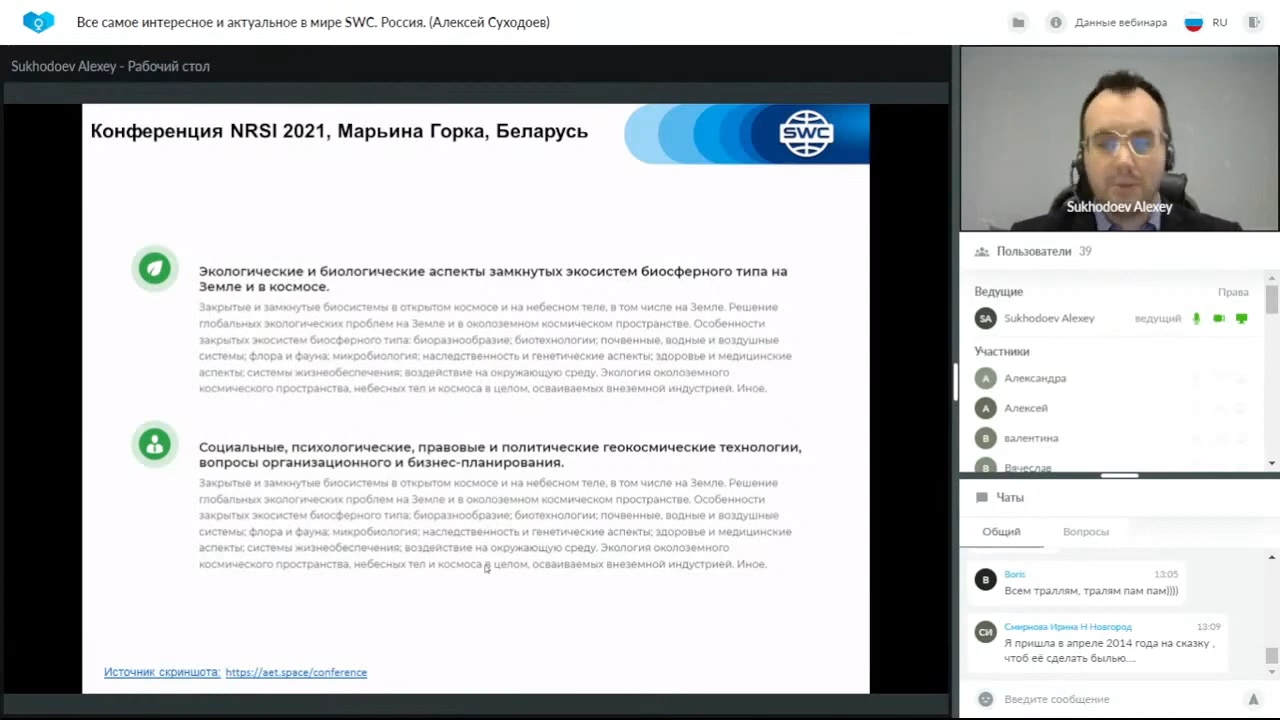 Все самое интересное и актуальное в мире SWC. Россия. (Алексей Суходоев)
Данные вебинара
RU
Sukhodoev Alexey - Рабочий стол
Конференция NRSI 2021, Марьина Горка, Беларусь
SWC
Экологические и биологические аспекты замкнутых экосистем биосферного типа на
Земле и в космосе.
Закрытые и замкнутые биосистемы в открытом космосе и на небесном теле, в том числе на Земле. Решение
глобальных экологических проблем на Земле и в околоземном космическом пространстве. Особенности
закрытых экосистем биосферного типа: биоразнообразие; биотехнологии; почвенные, водные и воздушные
системы; флора и фауна; микробиология; наследственность и генетические аспекты; здоровье и медицинские
аспекты; системы жизнеобеспечения; воздействие на окружающую среду. Экология околоземного
космического пространства, небесных тел и космоса в целом, осваиваемых внеземной индустрией. Иное.
Социальные, психологические, правовые и политические геокосмические технологии,
вопросы организационного и бизнес-планирования.
Закрытые и замкнутые биосистемы в открытом космосе и на небесном теле, в том числе на Земле. Решение
глобальных экологических проблем на Земле и в околоземном космическом пространстве. Особенности
закрытых экосистем биосферного типа: биоразнообразие; биотехнологии; почвенные, водные и воздушные
системы; флора и фауна; микробиология; наследственность и генетические аспекты; здоровье и медицинские
аспекты; системы жизнеобеспечения; воздействие на окружающую среду. Экология околоземного
космического пространства, небесных тел и космоса в целом, осваиваемых внеземной индустрией. Иное.
Источник скриншота: https://aet.space/conference
Sukhodoev Alexey
Пользователи 39
Ведущие Права
SA Sukhodoev Alexey ведущий
Участники
А Александра
А Алексей
В валентина
В Вячеслав
Чаты
Общий Вопросы
B Boris 13:05
Всем траллям, тралям пам пам))))
СИ Смирнова Ирина Н Новгород 13:09
Я пришла в апреле 2014 года на сказку ,
чтоб её сделать былью....
Введите сообщение